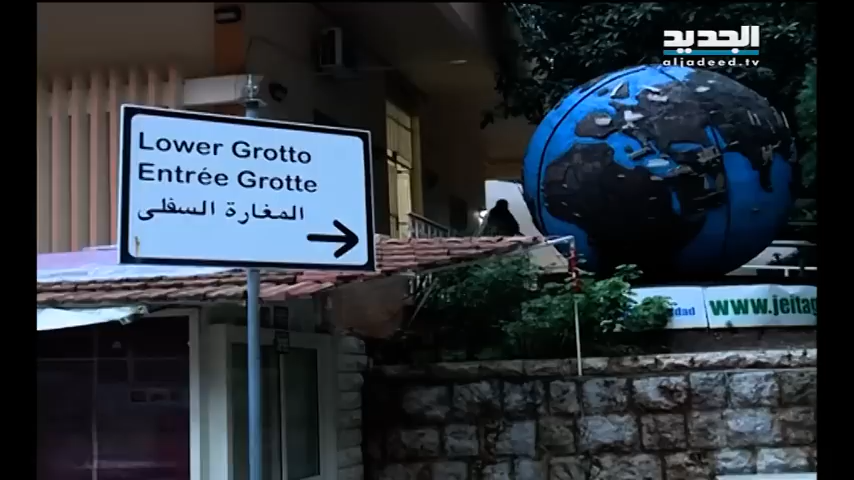 الجديد
aljadeed.tv
Lower Grotto
Entrée Grotte
المغارة السفلى
www.jeitag